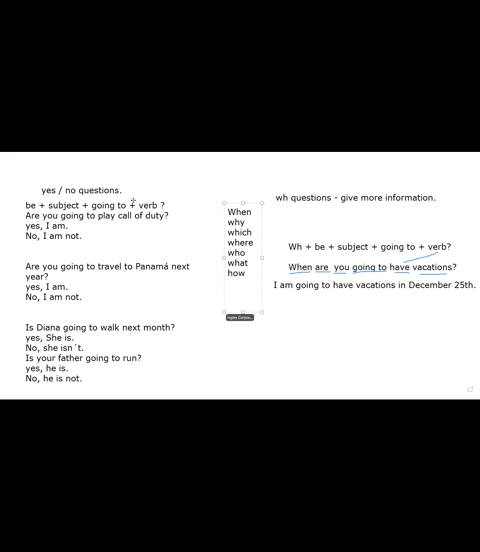 yes / no questions.
be + subject + going to + verb ?
Are you going to play call of duty?
yes, I am.
No, I am not.
Are you going to travel to Panamá next
year?
yes, I am.
No, I am not.
Is Diana going to walk next month?
yes, She is.
No, she isn´t.
Is your father going to run?
yes, he is.
No, he is not.
When
why
which
where
who
what
how
wh questions - give more information.
Wh + be + subject + going to + verb?
When are you going to have vacations?
I am going to have vacations in December 25th.